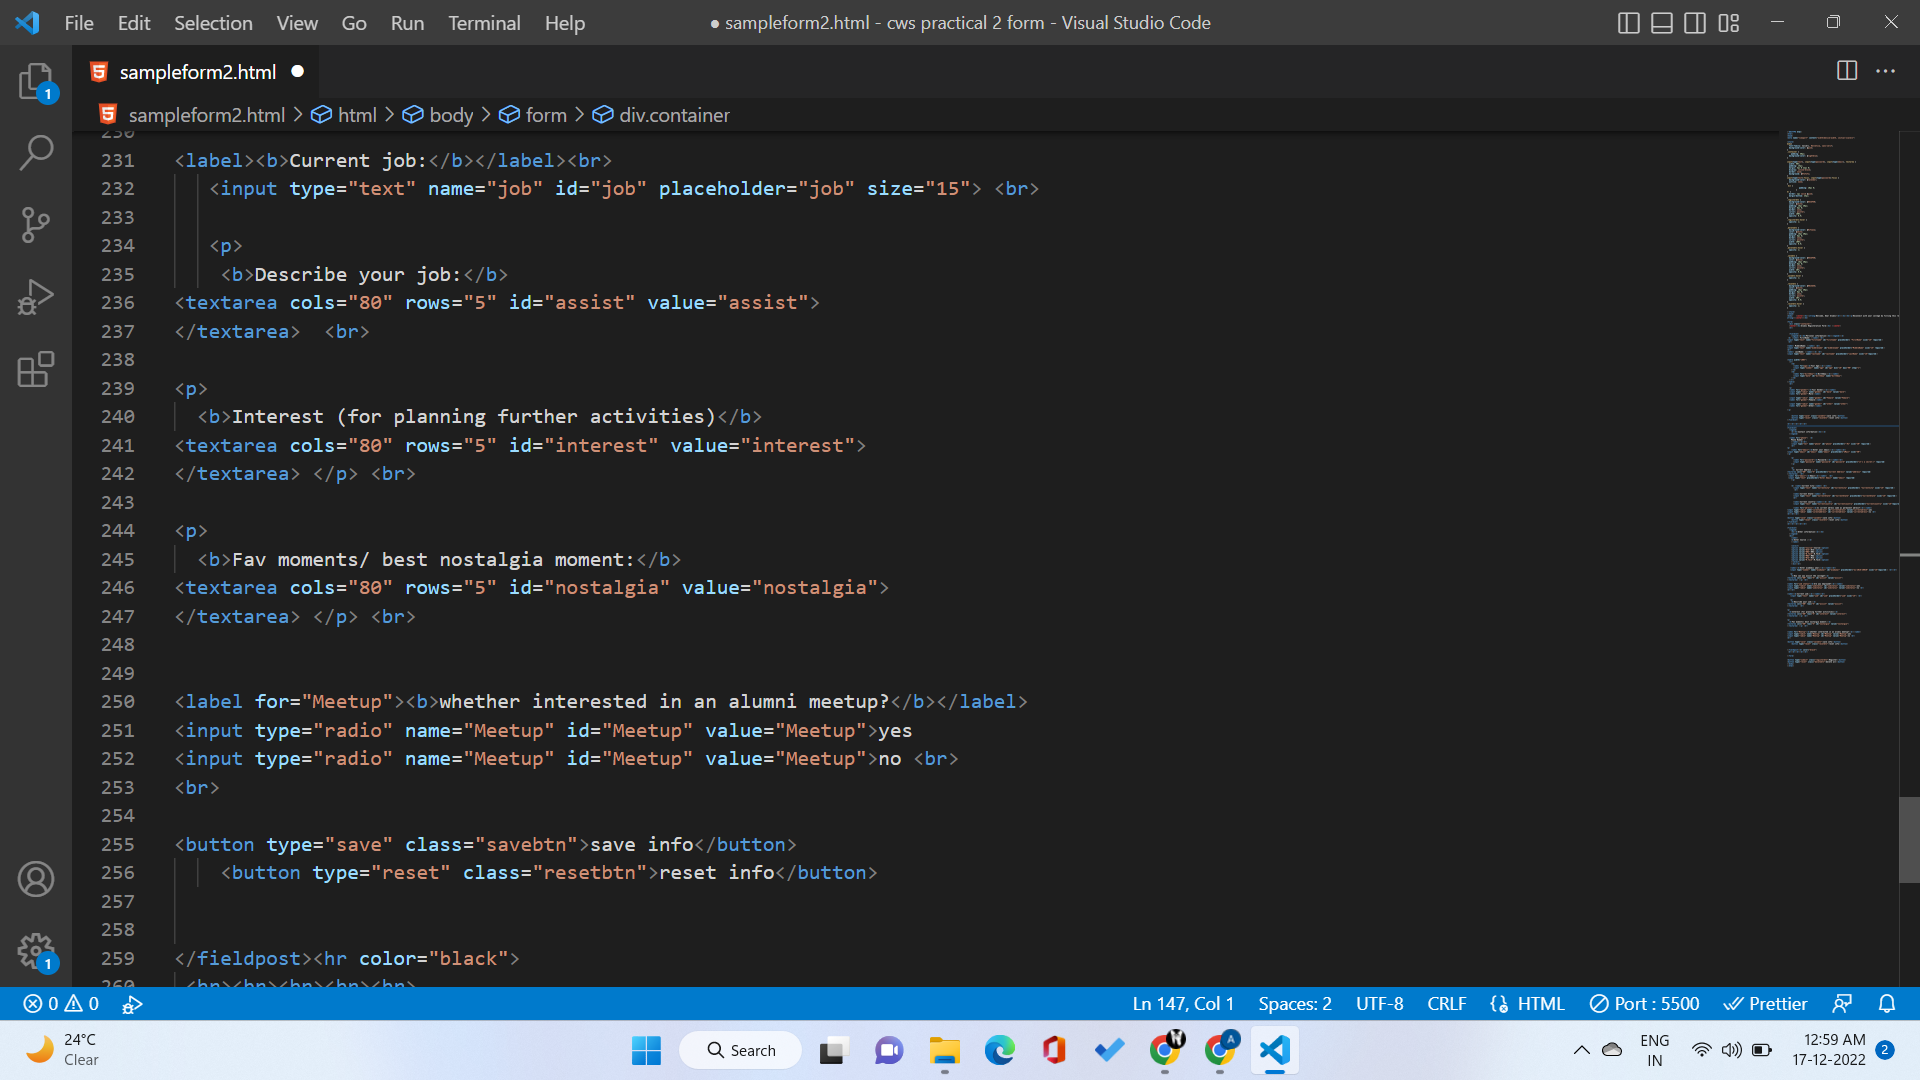 File Edit Selection View Go Run Terminal Help
● sampleform2.html - cws practical 2 form - Visual Studio Code
sampleform2.html ●
sampleform2.html > html > body > form > div.container
230
231 <label><b>Current job:</b></label><br>
232 <input type="text" name="job" id="job" placeholder="job" size="15"> <br>
233
234 <p>
235 <b>Describe your job:</b>
236 <textarea cols="80" rows="5" id="assist" value="assist">
237 </textarea>  <br>
238
239 <p>
240 <b>Interest (for planning further activities)</b>
241 <textarea cols="80" rows="5" id="interest" value="interest">
242 </textarea> </p> <br>
243
244 <p>
245 <b>Fav moments/ best nostalgia moment:</b>
246 <textarea cols="80" rows="5" id="nostalgia" value="nostalgia">
247 </textarea> </p> <br>
248
249
250 <label for="Meetup"><b>whether interested in an alumni meetup?</b></label>
251 <input type="radio" name="Meetup" id="Meetup" value="Meetup">yes
252 <input type="radio" name="Meetup" id="Meetup" value="Meetup">no <br>
253 <br>
254
255 <button type="save" class="savebtn">save info</button>
256 <button type="reset" class="resetbtn">reset info</button>
257
258
259 </fieldpost><hr color="black">
260 <br><br><br><br><br>
1
1
0 0
Ln 147, Col 1 Spaces: 2 UTF-8 CRLF HTML Port : 5500 Prettier
24°C
Clear
Search
ENG
IN
12:59 AM
17-12-2022
2